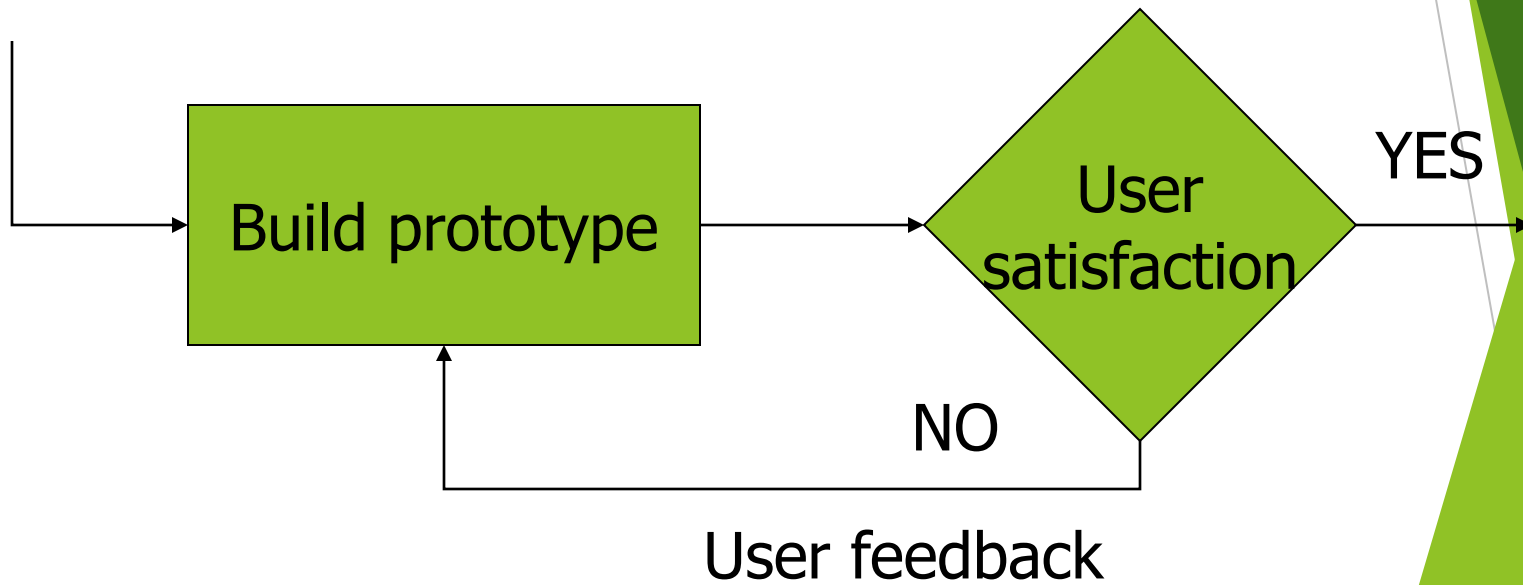 Build prototype
User
satisfaction
YES
NO
User feedback